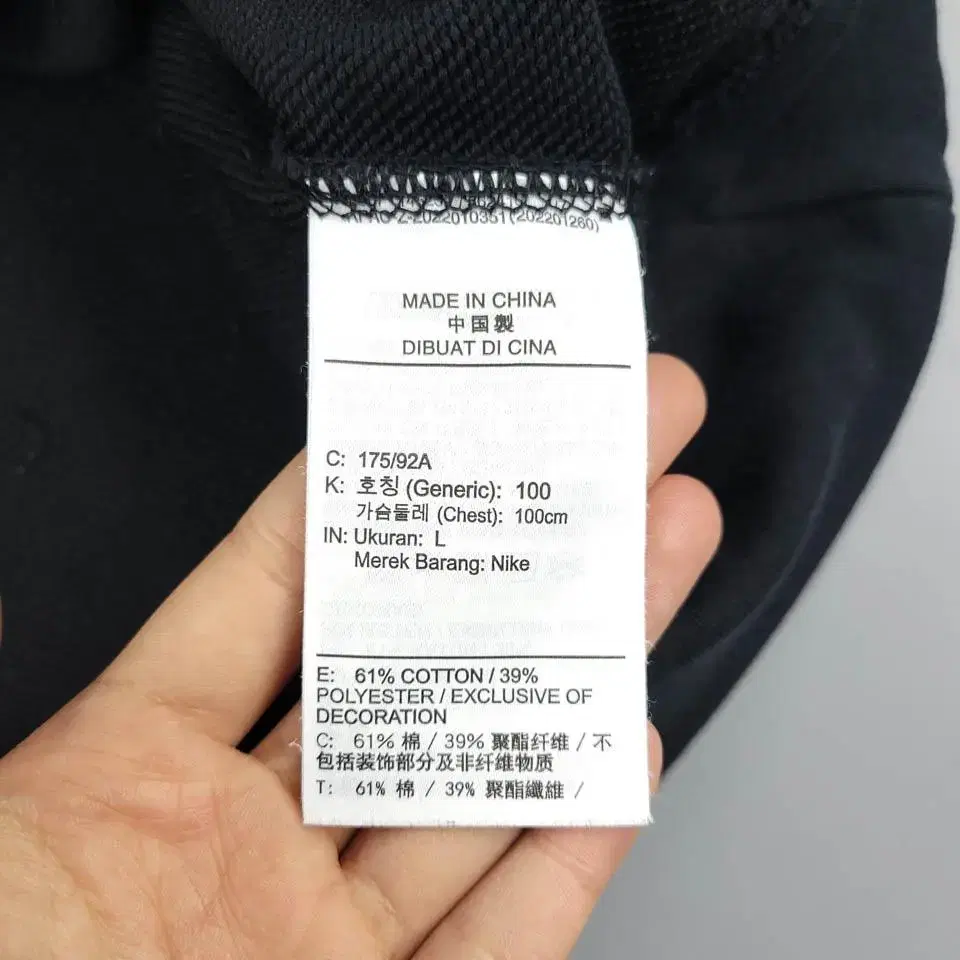 Z-2022010351(202201260)
MADE IN CHINA
中国製
DIBUAT DI CINA
C: 175/92A
K: 호칭 (Generic): 100
가슴둘레 (Chest): 100cm
IN: Ukuran: L
Merek Barang: Nike
E: 61% COTTON / 39%
POLYESTER / EXCLUSIVE OF
DECORATION
C: 61% 棉 / 39% 聚酯纤维 / 不
包括装饰部分及非纤维物质
T: 61% 棉 / 39% 聚酯纖維 /